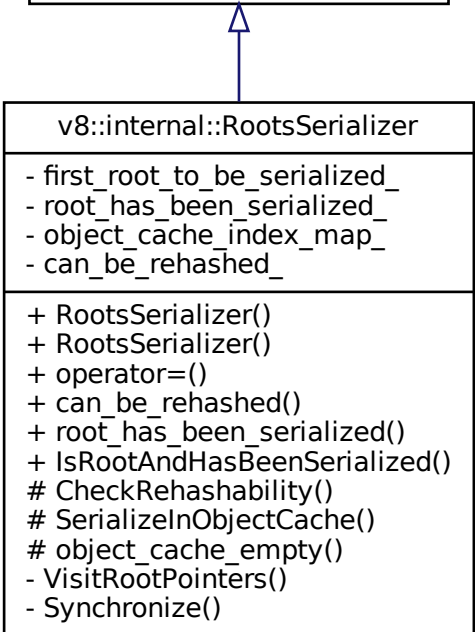 v8::internal::RootsSerializer
- first_root_to_be_serialized_
- root_has_been_serialized_
- object_cache_index_map_
- can_be_rehashed_
+ RootsSerializer()
+ RootsSerializer()
+ operator=()
+ can_be_rehashed()
+ root_has_been_serialized()
+ IsRootAndHasBeenSerialized()
# CheckRehashability()
# SerializeInObjectCache()
# object_cache_empty()
- VisitRootPointers()
- Synchronize()